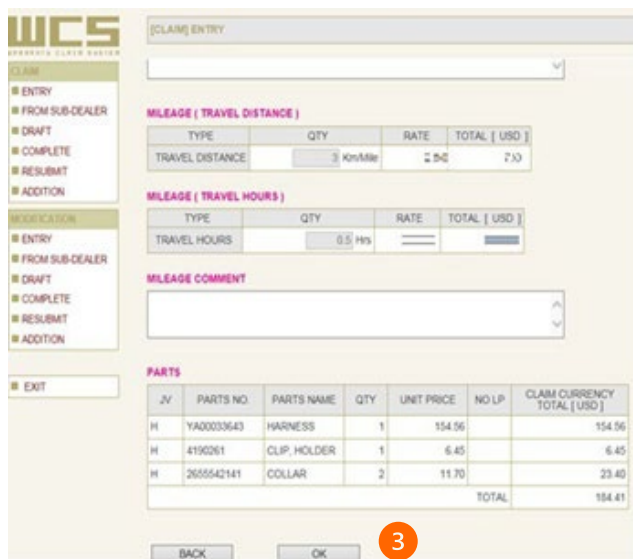 WCS
[CLAIM] ENTRY
CLAIM
ENTRY
FROM SUB-DEALER
DRAFT
COMPLETE
RESUBMIT
ADDITION
MODIFICATION
ENTRY
FROM SUB-DEALER
DRAFT
COMPLETE
RESUBMIT
ADDITION
EXIT
MILEAGE ( TRAVEL DISTANCE )
TYPE QTY RATE TOTAL [ USD ]
TRAVEL DISTANCE 3 Km/Mile
MILEAGE ( TRAVEL HOURS )
TYPE QTY RATE TOTAL [ USD ]
TRAVEL HOURS 0.5 Hrs
MILEAGE COMMENT
PARTS
JV PARTS NO. PARTS NAME QTY UNIT PRICE NO LP CLAIM CURRENCY TOTAL [ USD ]
H YA00033643 HARNESS 1 154.56 154.56
H 4190261 CLIP, HOLDER 1 6.45 6.45
H 2655542141 COLLAR 2 11.70 23.40
TOTAL 184.41
BACK OK 3